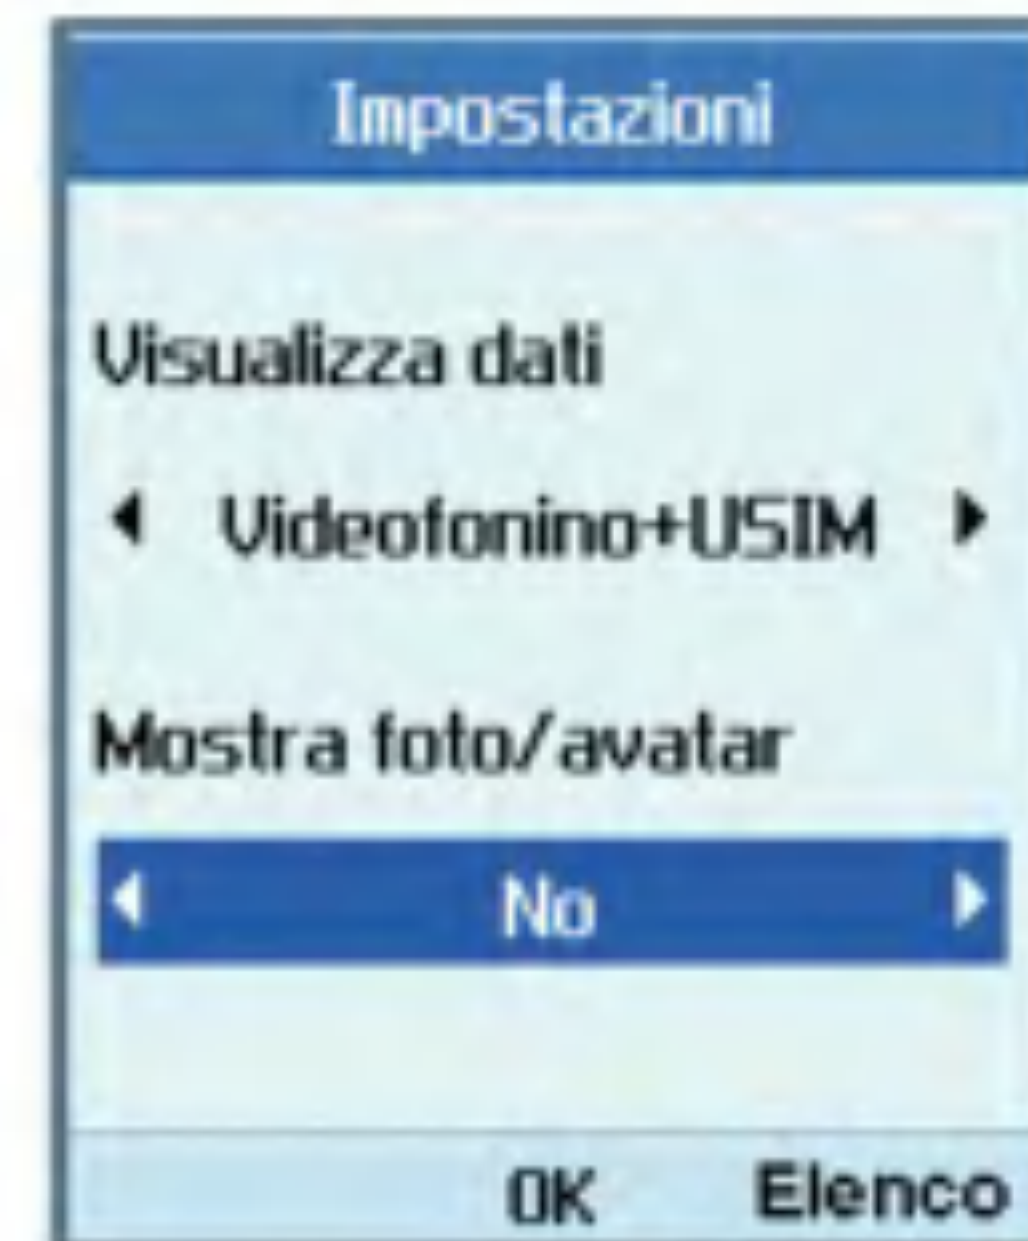 Impostazioni
Visualizza dati
Videofonino+USIM
Mostra foto/avatar
No
OK Elenco